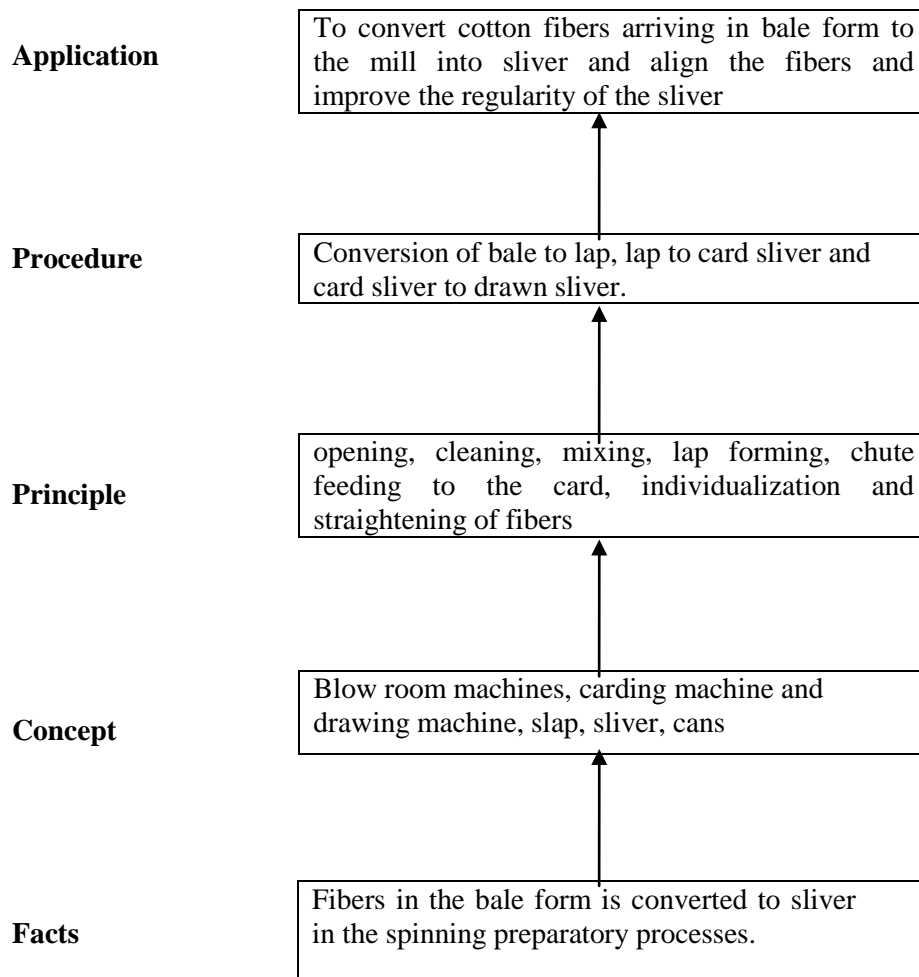 Application
To convert cotton fibers arriving in bale form to
the mill into sliver and align the fibers and
improve the regularity of the sliver
Procedure
Conversion of bale to lap, lap to card sliver and
card sliver to drawn sliver.
Principle
opening, cleaning, mixing, lap forming, chute
feeding to the card, individualization and
straightening of fibers
Concept
Blow room machines, carding machine and
drawing machine, slap, sliver, cans
Facts
Fibers in the bale form is converted to sliver
in the spinning preparatory processes.